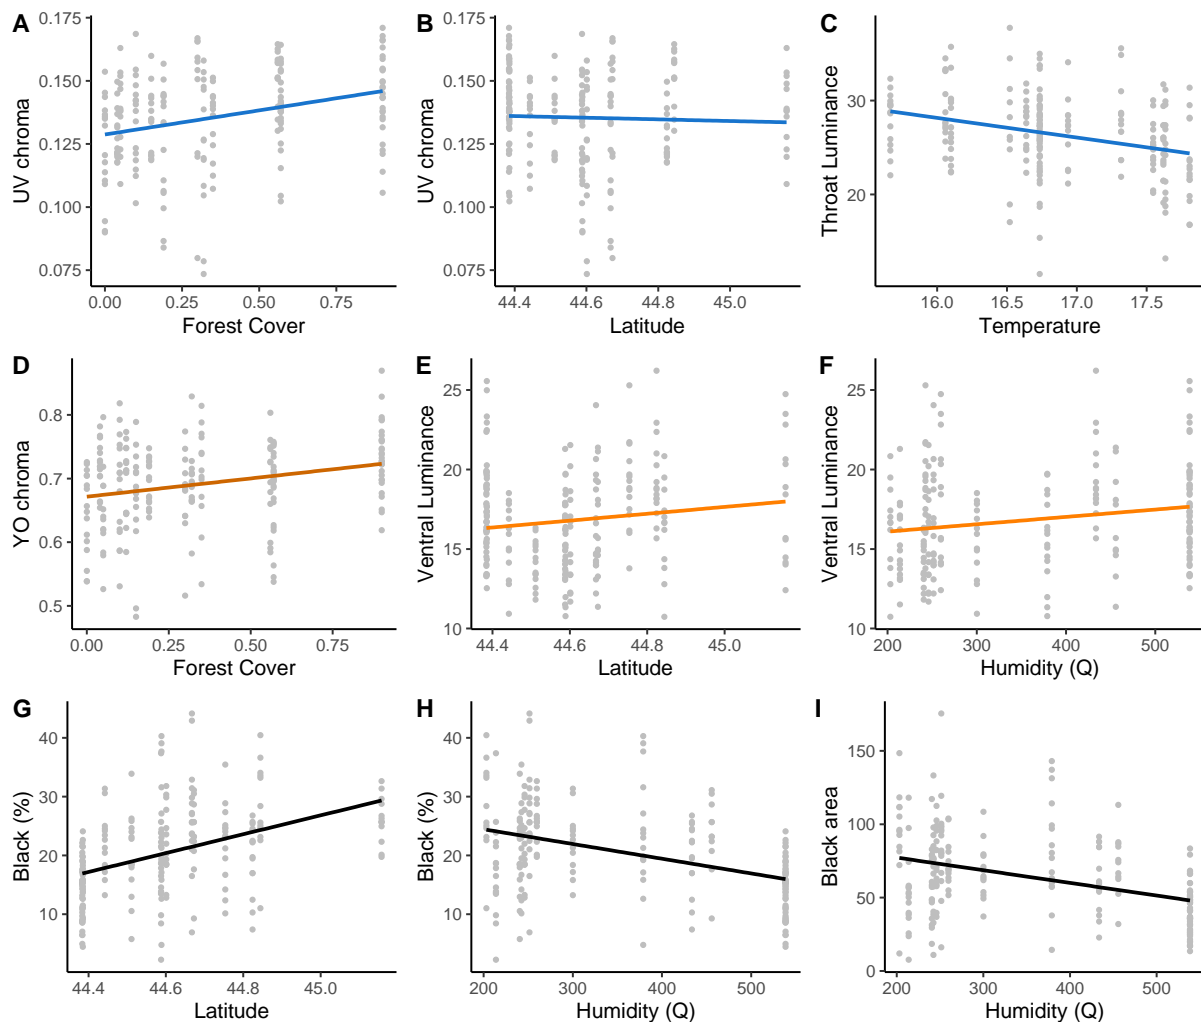 A
UV chroma
0.175
0.150
0.125
0.100
0.075
0.00 0.25 0.50 0.75
Forest Cover
B
UV chroma
0.175
0.150
0.125
0.100
0.075
44.4 44.6 44.8 45.0
Latitude
C
Throat Luminance
30
20
16.0 16.5 17.0 17.5
Temperature
D
YO chroma
0.8
0.7
0.6
0.5
0.00 0.25 0.50 0.75
Forest Cover
E
Ventral Luminance
25
20
15
10
44.4 44.6 44.8 45.0
Latitude
F
Ventral Luminance
25
20
15
10
200 300 400 500
Humidity (Q)
G
Black (%)
40
30
20
10
44.4 44.6 44.8 45.0
Latitude
H
Black (%)
40
30
20
10
200 300 400 500
Humidity (Q)
I
Black area
150
100
50
0
200 300 400 500
Humidity (Q)